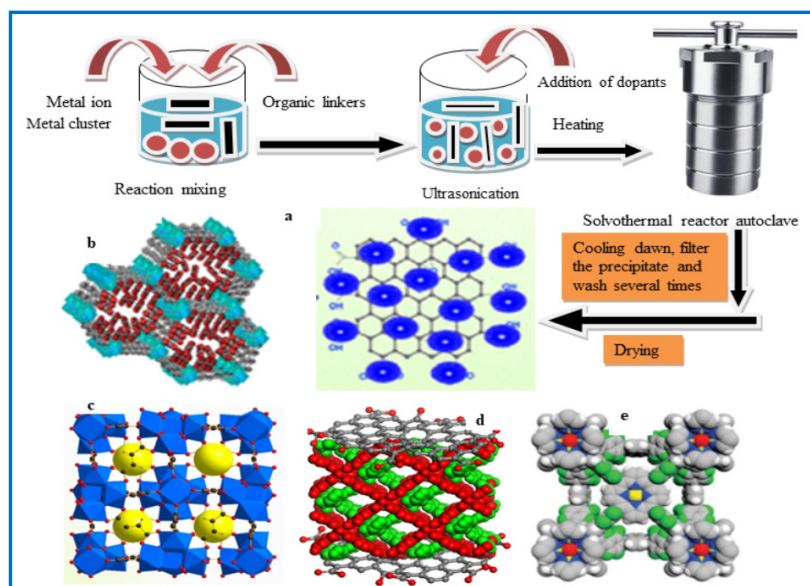 Metal ion
Metal cluster
Organic linkers
Addition of dopants
Heating
Reaction mixing
Ultrasonication
Solvothermal reactor autoclave
Cooling dawn, filter
the precipitate and
wash several times
Drying
a
b
c
d
e